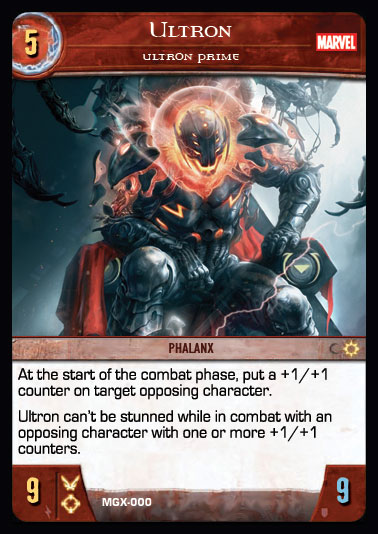 5
Ultron
ULTRON PRIME
MARVEL
PHALANX
At the start of the combat phase, put a +1/+1
counter on target opposing character.
Ultron can't be stunned while in combat with an
opposing character with one or more +1/+1
counters.
9
MGX-000
9